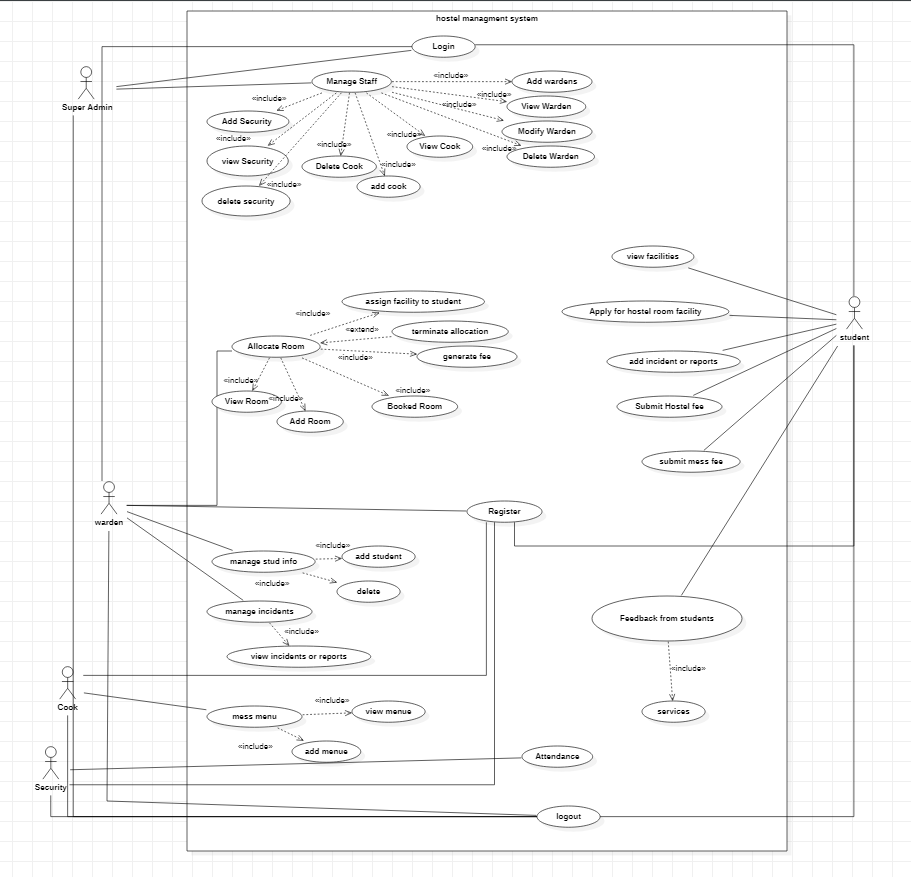 hostel managment system
Login
Super Admin
Manage Staff
«include»
Add wardens
«include»
View Warden
«include»
«include»
Add Security
Modify Warden
«include»
«include»
«include»
View Cook
«include»
Delete Warden
view Security
Delete Cook
«include»
add cook
«include»
delete security
view facilities
assign facility to student
«include»
Apply for hostel room facility
«extend»
terminate allocation
student
Allocate Room
«include»
generate fee
add incident or reports
«include»
«include»
«include»
View Room
Booked Room
Submit Hostel fee
Add Room
submit mess fee
Register
warden
«include»
add student
manage stud info
«include»
delete
manage incidents
Feedback from students
«include»
view incidents or reports
«include»
Cook
«include»
view menue
services
mess menu
«include»
add menue
Attendance
Security
logout